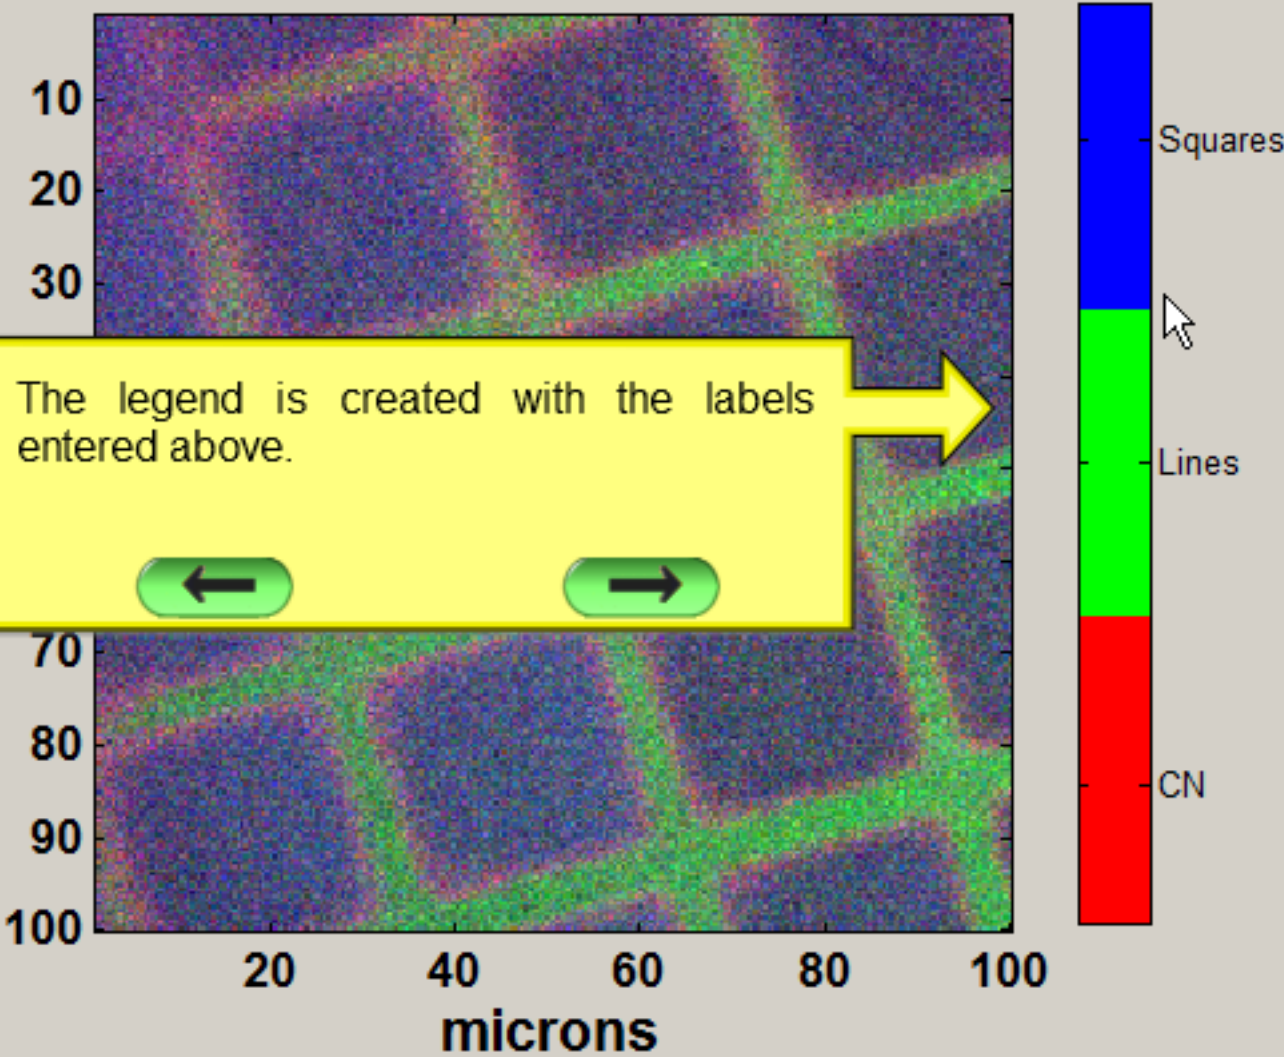 10
Squares
20
30
The legend is created with the labels
entered above.
Lines
70
80
CN
90
100
20 40 60 80 100
microns